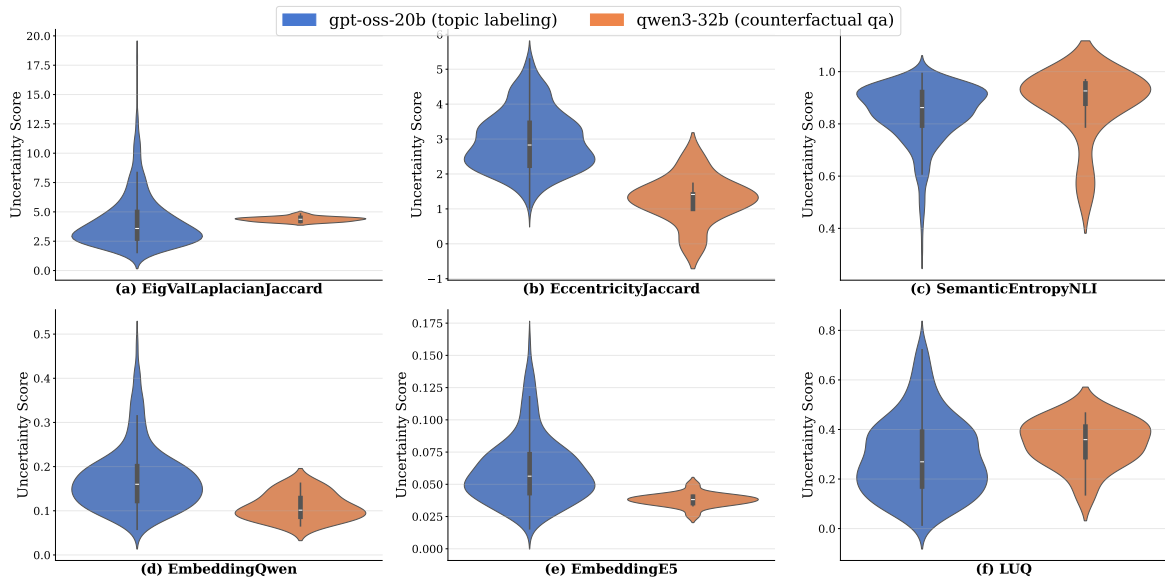 gpt-oss-20b (topic labeling)
qwen3-32b (counterfactual qa)
Uncertainty Score
20.0
17.5
15.0
12.5
10.0
7.5
5.0
2.5
0.0
(a) EigValLaplacianJaccard
Uncertainty Score
6
5
4
3
2
1
0
−1
(b) EccentricityJaccard
Uncertainty Score
1.0
0.8
0.6
0.4
(c) SemanticEntropyNLI
Uncertainty Score
0.5
0.4
0.3
0.2
0.1
0.0
(d) EmbeddingQwen
Uncertainty Score
0.175
0.150
0.125
0.100
0.075
0.050
0.025
0.000
(e) EmbeddingE5
Uncertainty Score
0.8
0.6
0.4
0.2
0.0
(f) LUQ